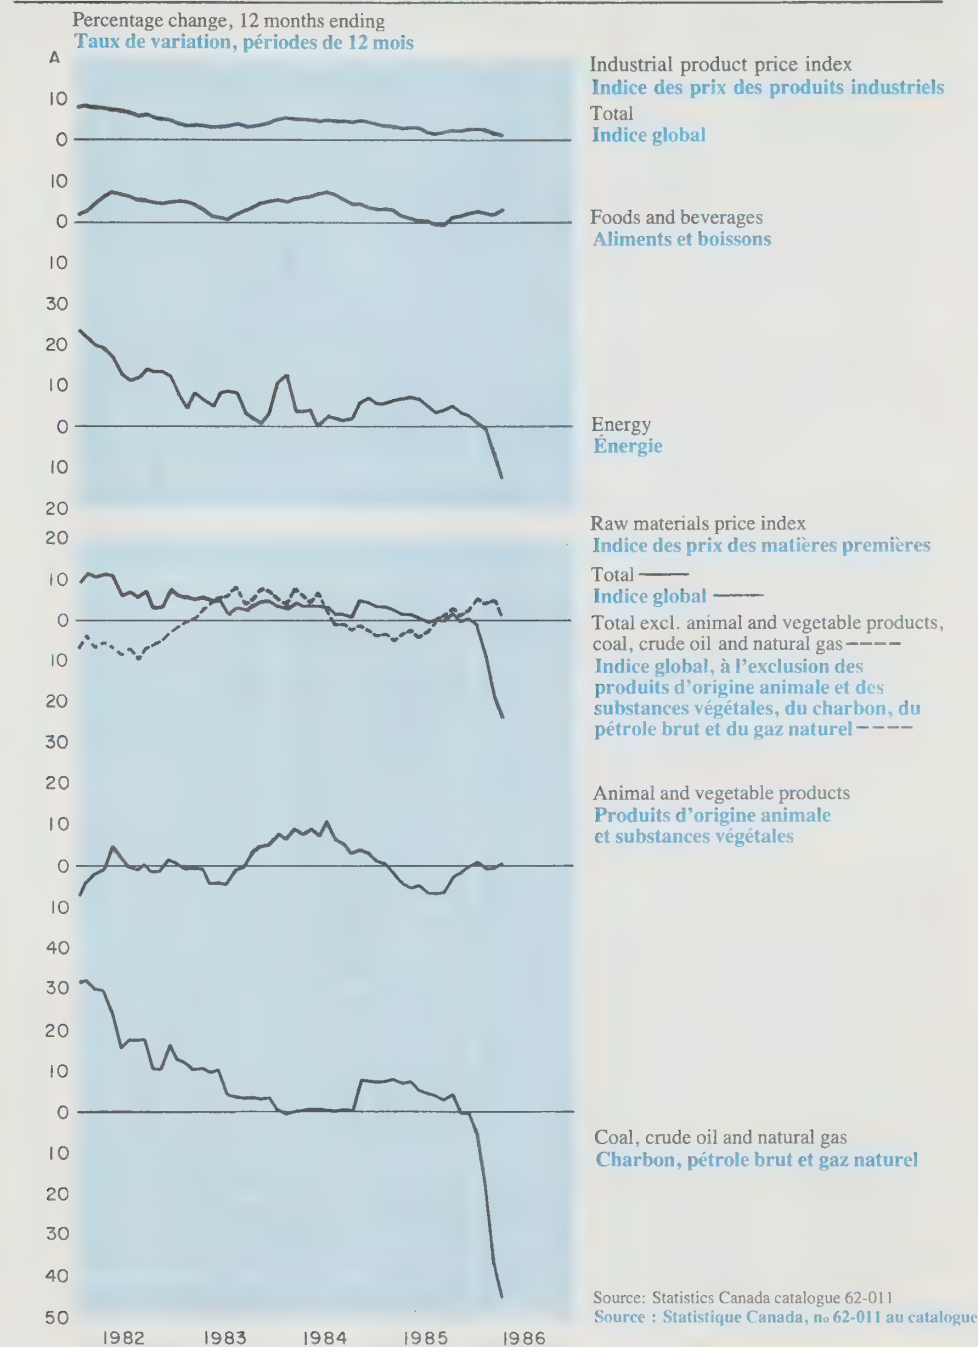 Percentage change, 12 months ending
Taux de variation, périodes de 12 mois
A
10
0
10
0
10
30
20
10
0
10
20
20
10
0
10
20
30
20
10
0
10
40
30
20
10
0
10
20
30
40
50
1982 1983 1984 1985 1986
Industrial product price index
Indice des prix des produits industriels
Total
Indice global
Foods and beverages
Aliments et boissons
Energy
Énergie
Raw materials price index
Indice des prix des matières premières
Total
Indice global
Total excl. animal and vegetable products,
coal, crude oil and natural gas
Indice global, à l'exclusion des
produits d'origine animale et des
substances végétales, du charbon, du
pétrole brut et du gaz naturel
Animal and vegetable products
Produits d'origine animale
et substances végétales
Coal, crude oil and natural gas
Charbon, pétrole brut et gaz naturel
Source: Statistics Canada catalogue 62-011
Source : Statistique Canada, no 62-011 au catalogue